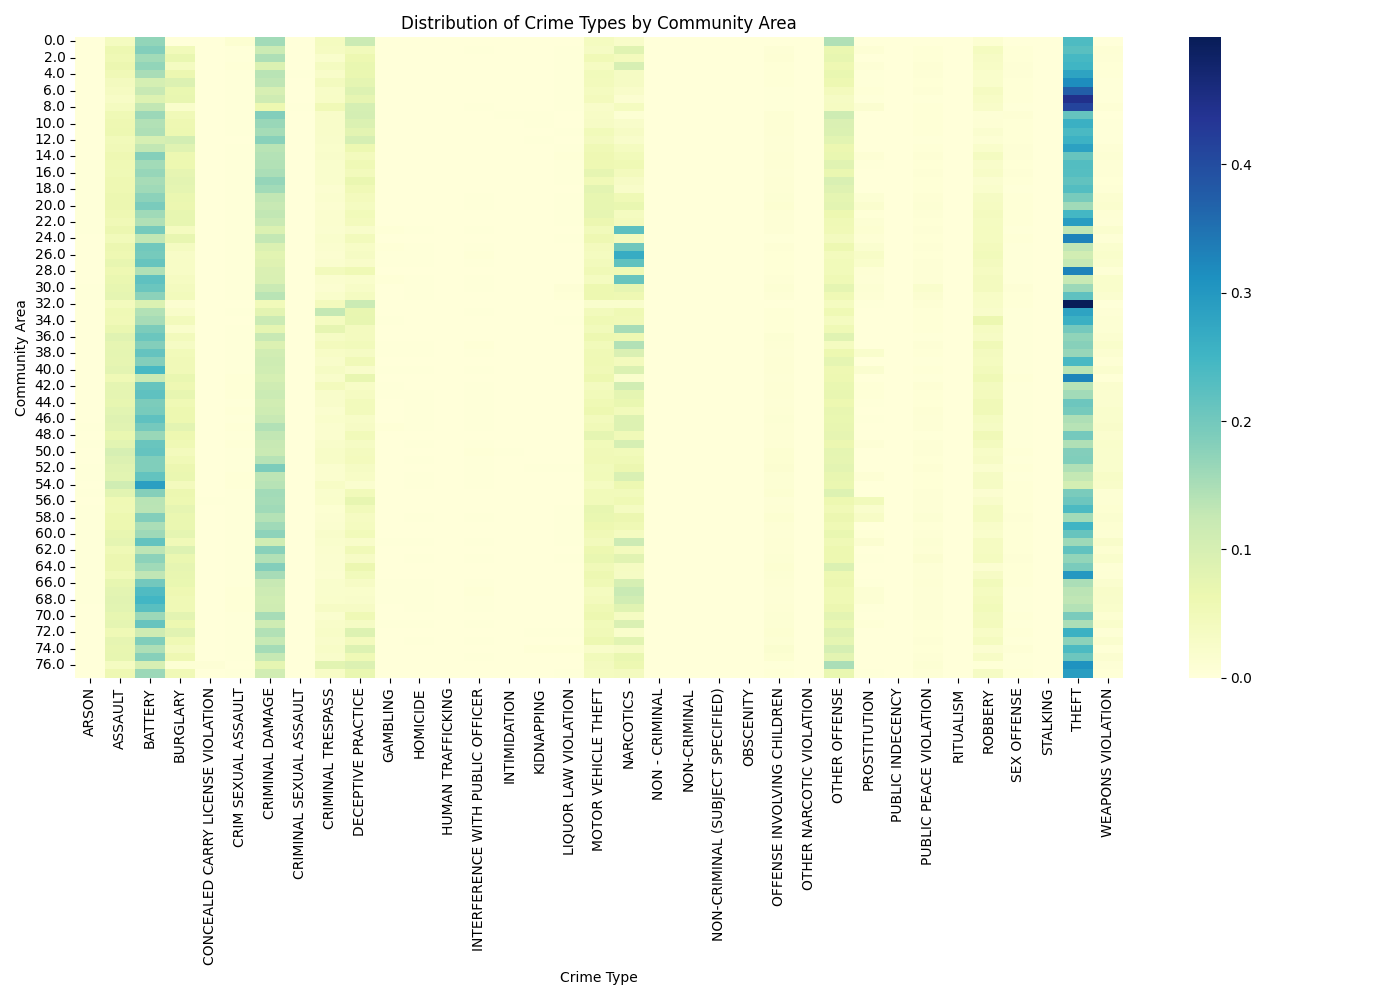 Distribution of Crime Types by Community Area
Community Area
0.0
2.0
4.0
6.0
8.0
10.0
12.0
14.0
16.0
18.0
20.0
22.0
24.0
26.0
28.0
30.0
32.0
34.0
36.0
38.0
40.0
42.0
44.0
46.0
48.0
50.0
52.0
54.0
56.0
58.0
60.0
62.0
64.0
66.0
68.0
70.0
72.0
74.0
76.0
ARSON
ASSAULT
BATTERY
BURGLARY
CONCEALED CARRY LICENSE VIOLATION
CRIM SEXUAL ASSAULT
CRIMINAL DAMAGE
CRIMINAL SEXUAL ASSAULT
CRIMINAL TRESPASS
DECEPTIVE PRACTICE
GAMBLING
HOMICIDE
HUMAN TRAFFICKING
INTERFERENCE WITH PUBLIC OFFICER
INTIMIDATION
KIDNAPPING
LIQUOR LAW VIOLATION
MOTOR VEHICLE THEFT
NARCOTICS
NON - CRIMINAL
NON-CRIMINAL
NON-CRIMINAL (SUBJECT SPECIFIED)
OBSCENITY
OFFENSE INVOLVING CHILDREN
OTHER NARCOTIC VIOLATION
OTHER OFFENSE
PROSTITUTION
PUBLIC INDECENCY
PUBLIC PEACE VIOLATION
RITUALISM
ROBBERY
SEX OFFENSE
STALKING
THEFT
WEAPONS VIOLATION
Crime Type
0.4
0.3
0.2
0.1
0.0